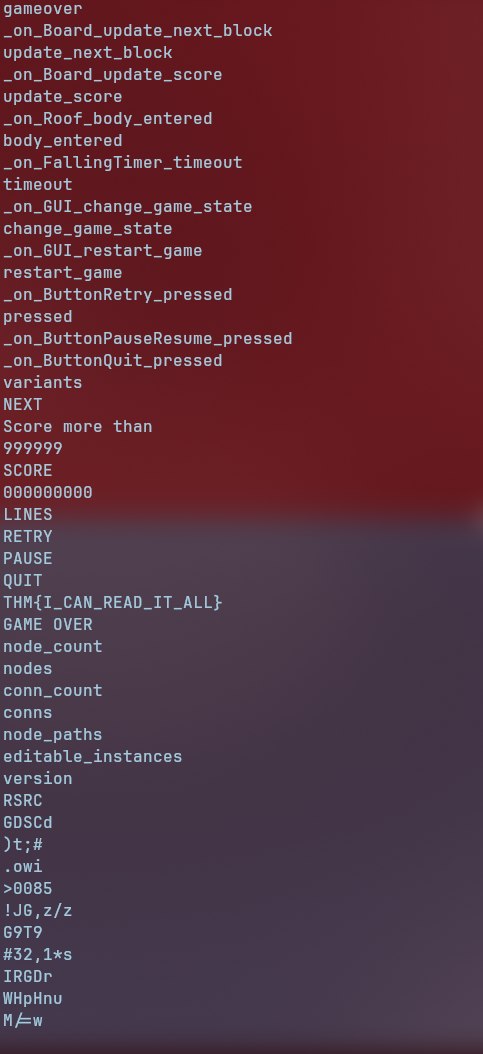 gameover
_on_Board_update_next_block
update_next_block
_on_Board_update_score
update_score
_on_Roof_body_entered
body_entered
_on_FallingTimer_timeout
timeout
_on_GUI_change_game_state
change_game_state
_on_GUI_restart_game
restart_game
_on_ButtonRetry_pressed
pressed
_on_ButtonPauseResume_pressed
_on_ButtonQuit_pressed
variants
NEXT
Score more than
999999
SCORE
000000000
LINES
RETRY
PAUSE
QUIT
THM{I_CAN_READ_IT_ALL}
GAME OVER
node_count
nodes
conn_count
conns
node_paths
editable_instances
version
RSRC
GDSCd
)t;#
.owi
>0085
!JG,z/z
G9T9
#32,1*s
IRGDr
WHpHnu
M/=w